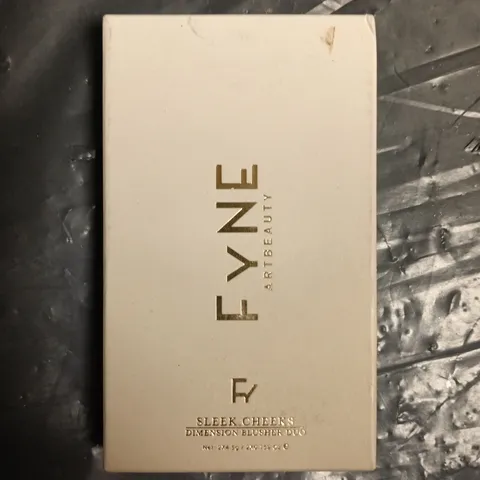 FYNE
ARTBEAUTY
FY
SLEEK CHEEKS
DIMENSION BLUSHER DUO